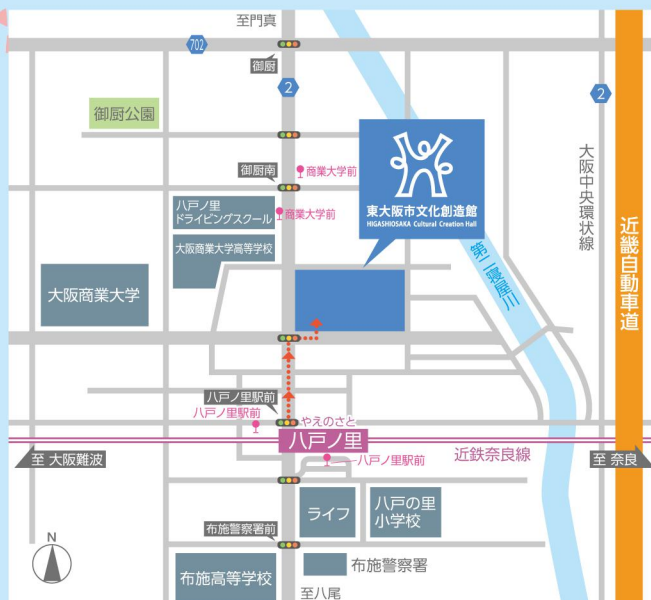 至門真
702
御厨
2
2
御厨公園
御厨南
商業大学前
八戸ノ里
ドライビングスクール
商業大学前
大阪商業大学高等学校
大阪商業大学
東大阪市文化創造館
HIGASHIOSAKA Cultural Creation Hall
大阪中央環状線
近畿自動車道
第二寝屋川
八戸ノ里駅前
八戸ノ里駅前
やえのさと
八戸ノ里
八戸ノ里駅前
近鉄奈良線
至 大阪難波
至 奈良
ライフ
八戸の里
小学校
布施警察署前
布施高等学校
布施警察署
至八尾
N